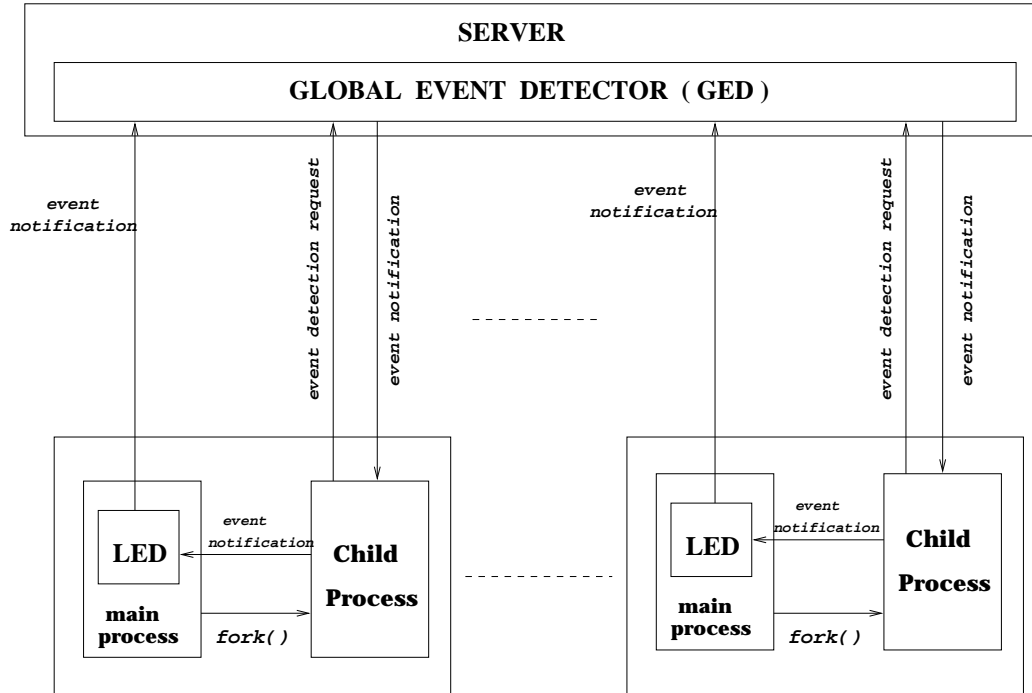 SERVER
GLOBAL EVENT DETECTOR ( GED )
event
notification
event detection request
event notification
event
notification
event detection request
event notification
LED
main
process
event
notification
fork()
Child
Process
LED
main
process
event
notification
fork()
Child
Process